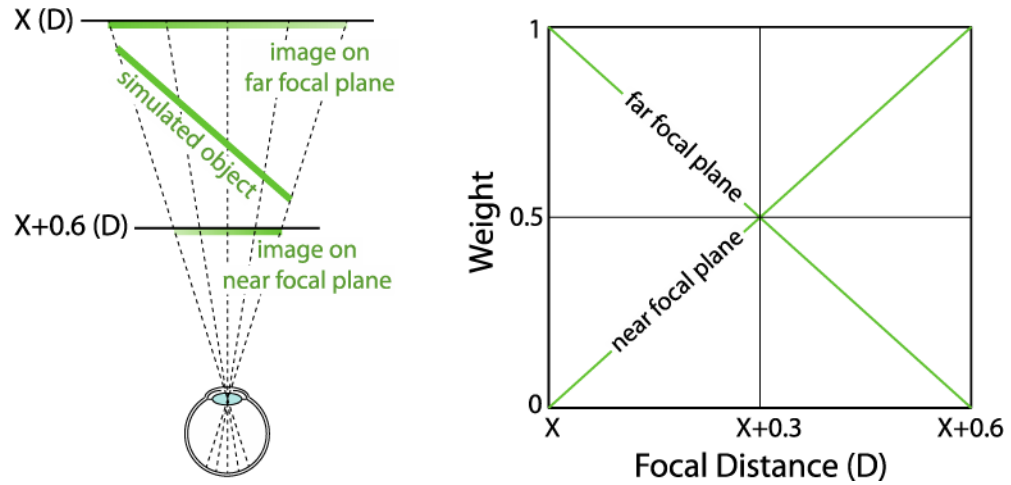 X (D)
image on
far focal plane
simulated object
X+0.6 (D)
image on
near focal plane
Weight
1
0.5
0
far focal plane
near focal plane
X
X+0.3
X+0.6
Focal Distance (D)